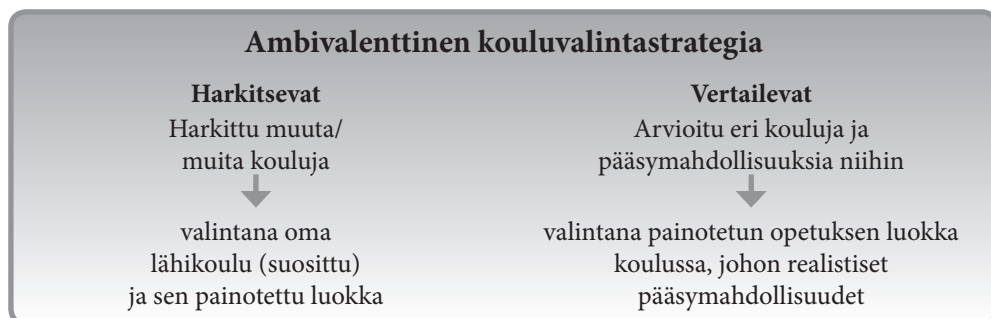 Ambivalenttinen kouluvalintastrategia
Harkitsevat
Harkittu muuta/
muita kouluja
valintana oma
lähikoulu (suosittu)
ja sen painotettu luokka
Vertailevat
Arvioitu eri kouluja ja
pääsymahdollisuuksia niihin
valintana painotetun opetuksen luokka
koulussa, johon realistiset
pääsymahdollisuudet